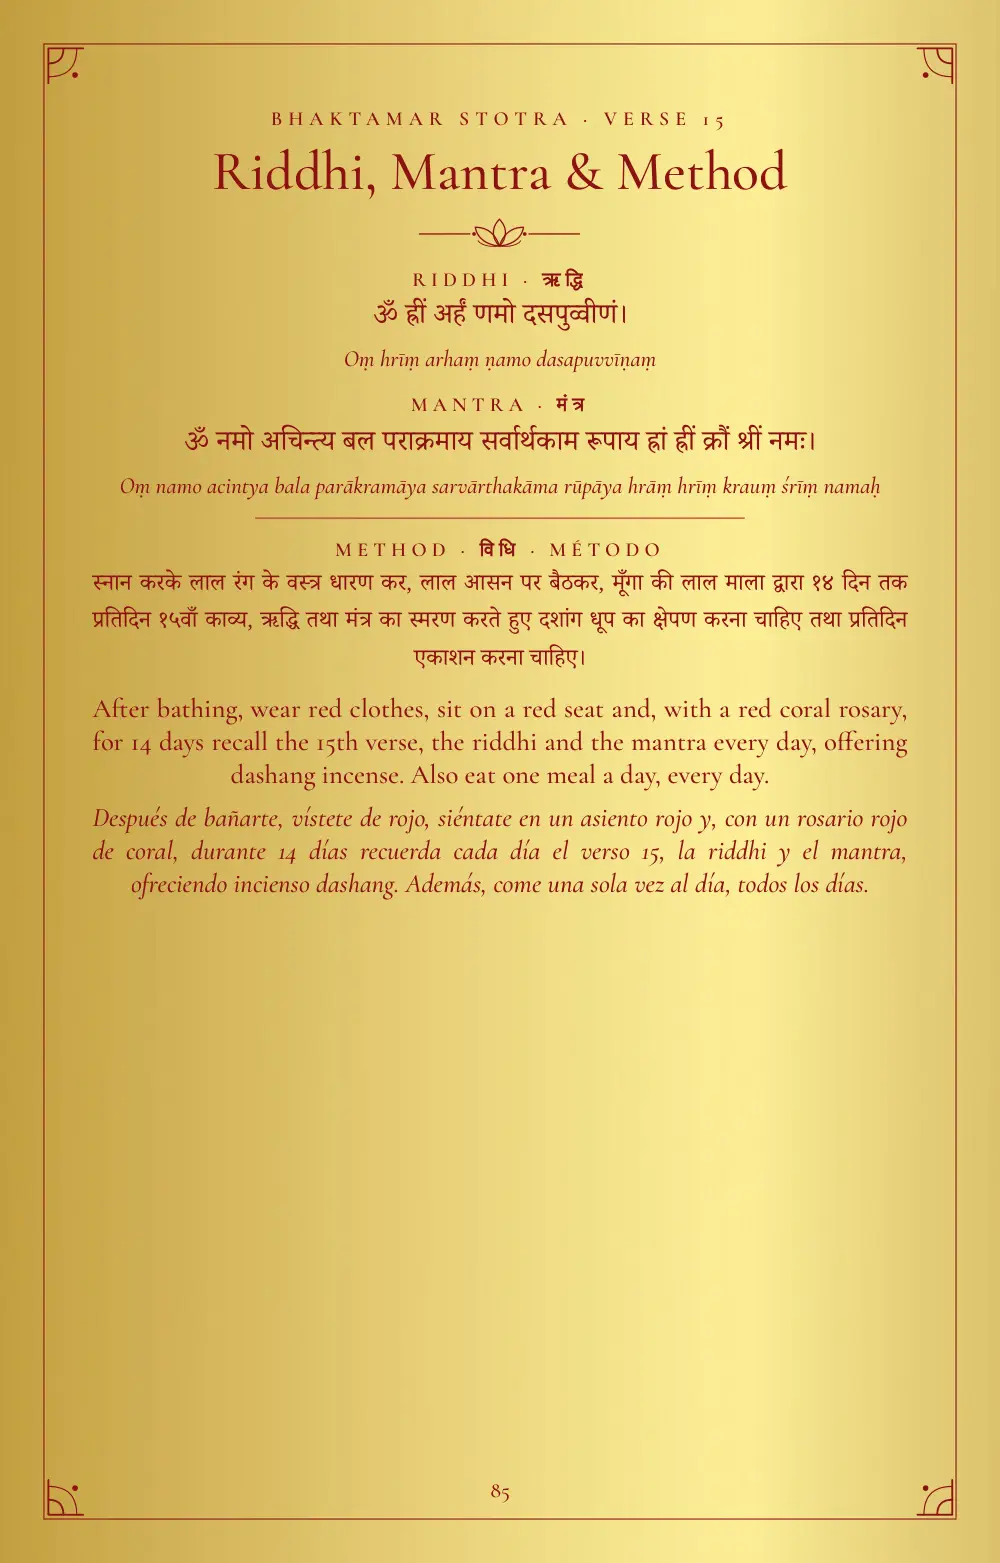 BHAKTAMAR STOTRA · VERSE 15
Riddhi, Mantra & Method
RIDDHI · ऋद्धि
ॐ ह्रीं अर्हं णमो दसपुव्वीणं।
Oṃ hrīṃ arhaṃ ṇamo dasapuvvīṇaṃ
MANTRA · मंत्र
ॐ नमो अचिन्त्य बल पराक्रमाय सर्वार्थकाम रूपाय ह्रां ह्रीं क्रौं श्रीं नमः।
Oṃ namo acintya bala parākramāya sarvārthakāma rūpāya hrāṃ hrīṃ krauṃ śrīṃ namaḥ
METHOD · विधि · MÉTODO
स्नान करके लाल रंग के वस्त्र धारण कर, लाल आसन पर बैठकर, मूँगा की लाल माला द्वारा १४ दिन तक
प्रतिदिन १५वाँ काव्य, ऋद्धि तथा मंत्र का स्मरण करते हुए दशांग धूप का क्षेपण करना चाहिए तथा प्रतिदिन
एकाशन करना चाहिए।
After bathing, wear red clothes, sit on a red seat and, with a red coral rosary,
for 14 days recall the 15th verse, the riddhi and the mantra every day, offering
dashang incense. Also eat one meal a day, every day.
Después de bañarte, vístete de rojo, siéntate en un asiento rojo y, con un rosario rojo
de coral, durante 14 días recuerda cada día el verso 15, la riddhi y el mantra,
ofreciendo incienso dashang. Además, come una sola vez al día, todos los días.
85